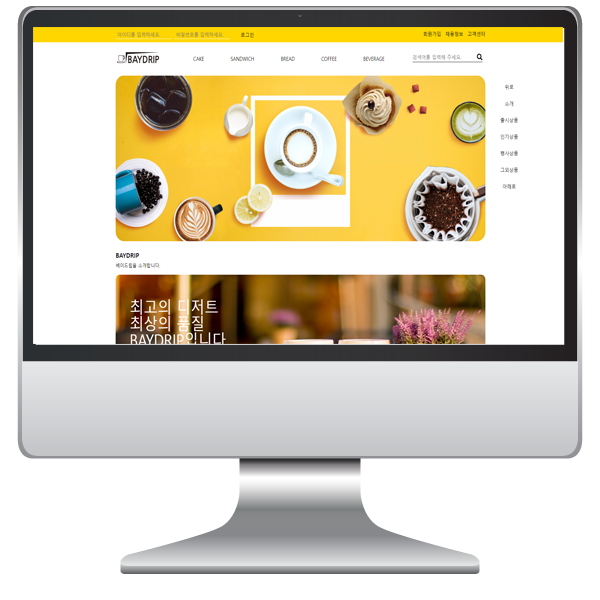 아이디를 입력하세요. 비밀번호를 입력하세요. 로그인 회원가입 채용정보 고객센터
BAYDRIP CAKE SANDWICH BREAD COFFEE BEVERAGE 검색어를 입력해 주세요.
위로
소개
출시상품
인기상품
행사상품
그외상품
아래로
BAYDRIP
베이드립을 소개합니다.
최고의 디저트
최상의 품질
BAYDRIP입니다